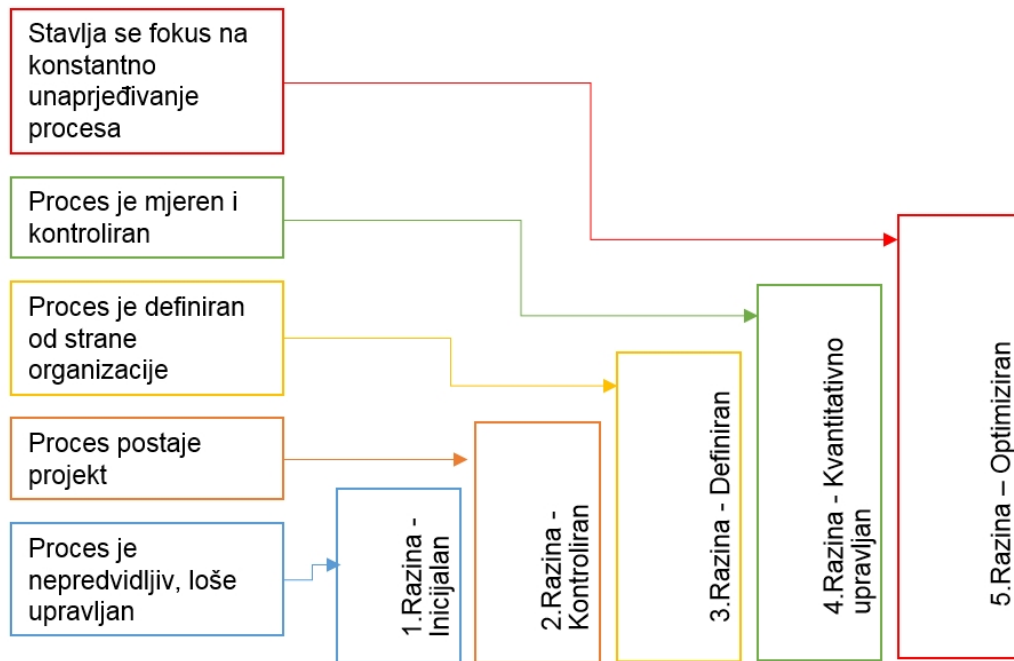 Stavlja se fokus na
konstantno
unaprjeđivanje
procesa
Proces je mjeren i
kontroliran
Proces je definiran
od strane
organizacije
Proces postaje
projekt
Proces je
nepredvidljiv, loše
upravljan
1.Razina -
Inicijalan
2.Razina -
Kontroliran
3.Razina - Definiran
4.Razina - Kvantitativno
upravljan
5.Razina – Optimiziran